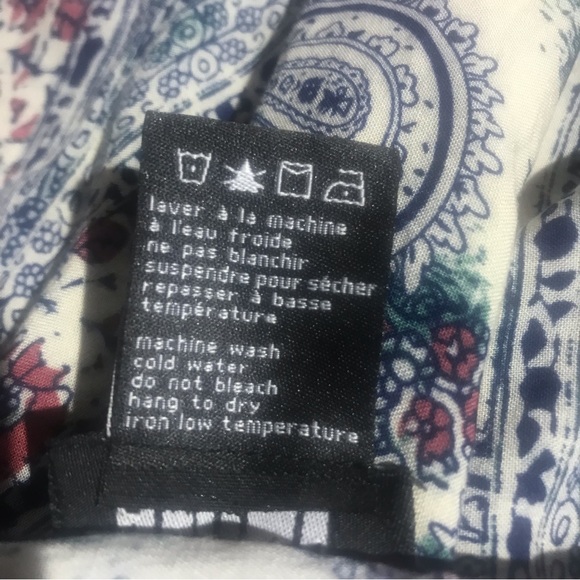 laver à la machine
à l'eau froide
ne pas blanchir
suspendre pour sécher
repasser à basse
température
machine wash
cold water
do not bleach
hang to dry
iron low temperature